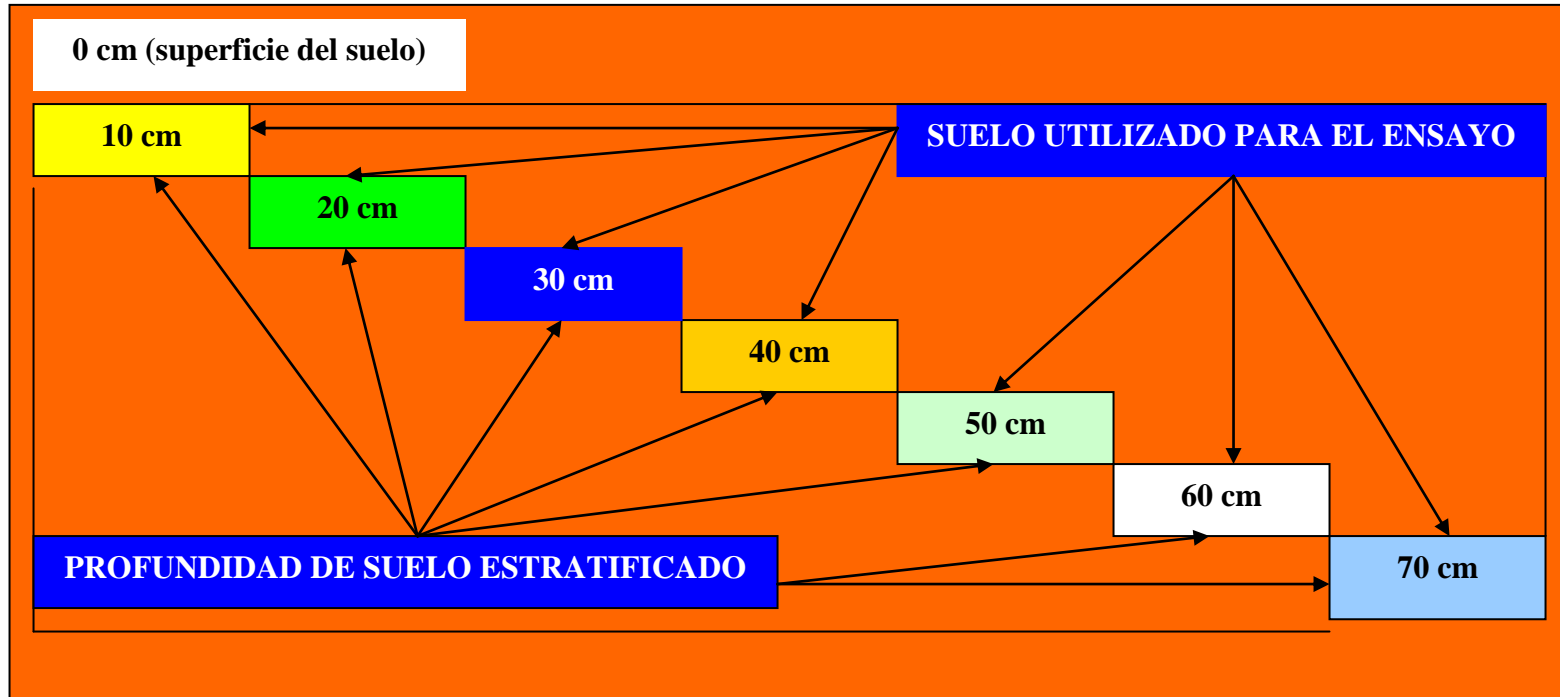 0 cm (superficie del suelo)
10 cm
SUELO UTILIZADO PARA EL ENSAYO
20 cm
30 cm
40 cm
50 cm
60 cm
PROFUNDIDAD DE SUELO ESTRATIFICADO
70 cm